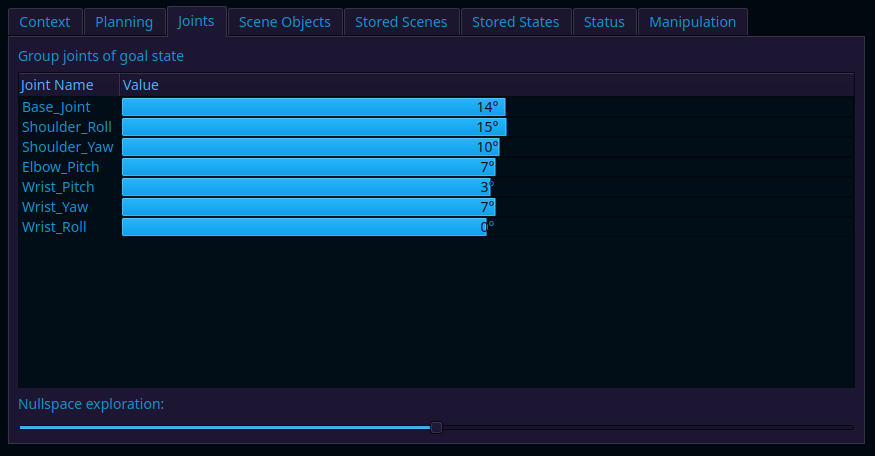 Context Planning Joints Scene Objects Stored Scenes Stored States Status Manipulation
Group joints of goal state
Joint Name Value
Base_Joint 14°
Shoulder_Roll 15°
Shoulder_Yaw 10°
Elbow_Pitch 7°
Wrist_Pitch 3°
Wrist_Yaw 7°
Wrist_Roll 0°
Nullspace exploration: